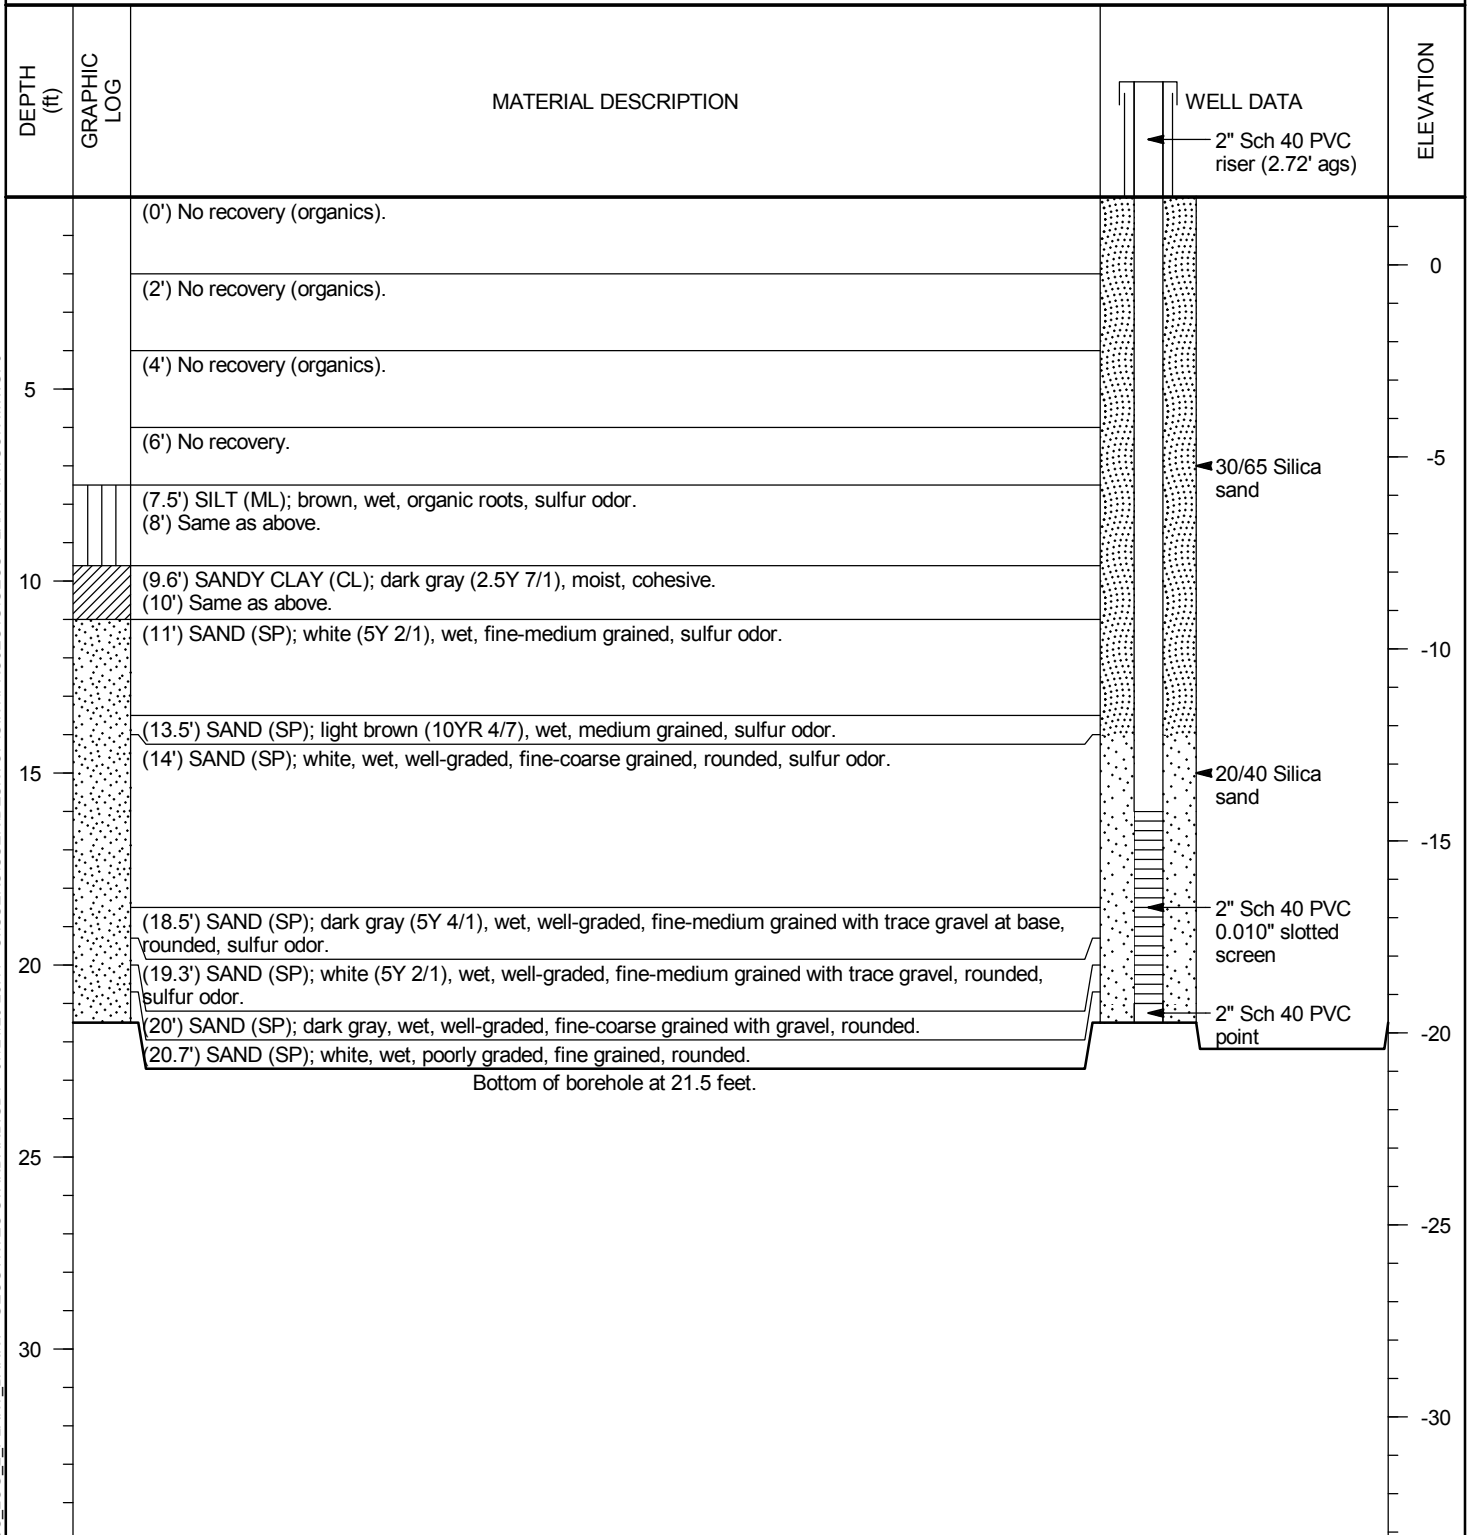 DEPTH
(ft)
GRAPHIC
LOG
MATERIAL DESCRIPTION
WELL DATA
ELEVATION
2" Sch 40 PVC
riser (2.72' ags)
(0') No recovery (organics).
0
(2') No recovery (organics).
(4') No recovery (organics).
5
(6') No recovery.
-5
30/65 Silica
sand
(7.5') SILT (ML); brown, wet, organic roots, sulfur odor.
(8') Same as above.
10
(9.6') SANDY CLAY (CL); dark gray (2.5Y 7/1), moist, cohesive.
(10') Same as above.
(11') SAND (SP); white (5Y 2/1), wet, fine-medium grained, sulfur odor.
-10
(13.5') SAND (SP); light brown (10YR 4/7), wet, medium grained, sulfur odor.
(14') SAND (SP); white, wet, well-graded, fine-coarse grained, rounded, sulfur odor.
15
20/40 Silica
sand
-15
(18.5') SAND (SP); dark gray (5Y 4/1), wet, well-graded, fine-medium grained with trace gravel at base,
rounded, sulfur odor.
2" Sch 40 PVC
0.010" slotted
screen
20
(19.3') SAND (SP); white (5Y 2/1), wet, well-graded, fine-medium grained with trace gravel, rounded,
sulfur odor.
(20') SAND (SP); dark gray, wet, well-graded, fine-coarse grained with gravel, rounded.
2" Sch 40 PVC
point
-20
(20.7') SAND (SP); white, wet, poorly graded, fine grained, rounded.
Bottom of borehole at 21.5 feet.
25
-25
30
-30